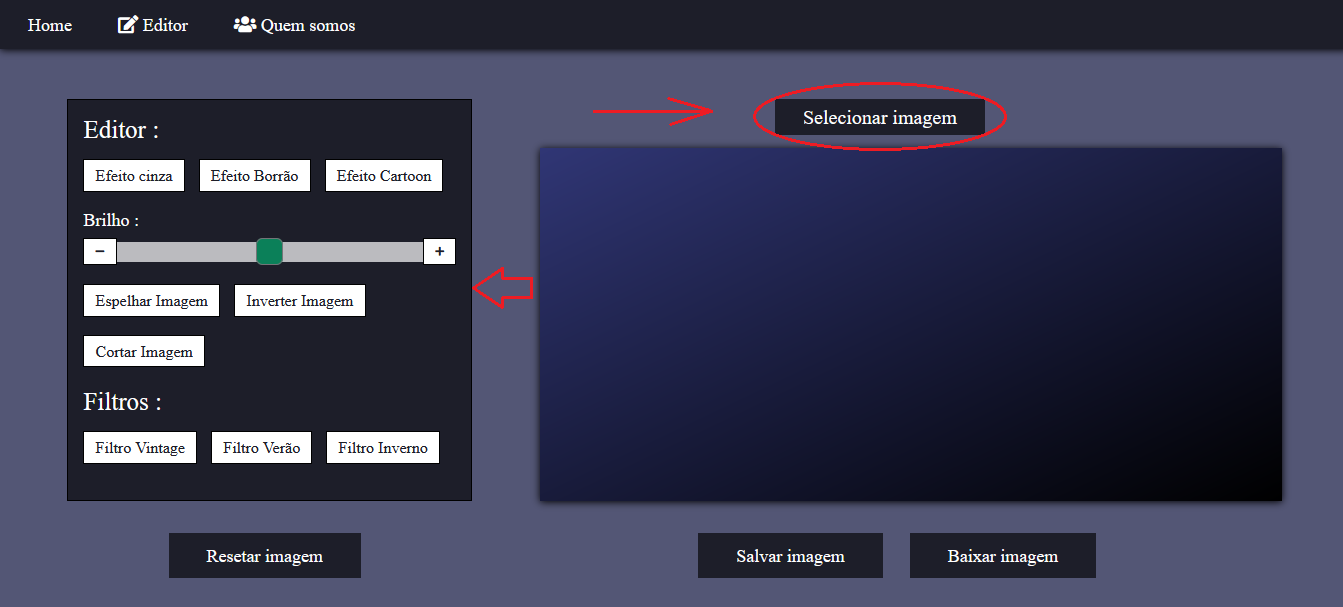 Home Editor Quem somos
Selecionar imagem
Editor :
Efeito cinza Efeito Borrão Efeito Cartoon
Brilho :
− +
Espelhar Imagem Inverter Imagem
Cortar Imagem
Filtros :
Filtro Vintage Filtro Verão Filtro Inverno
Resetar imagem Salvar imagem Baixar imagem